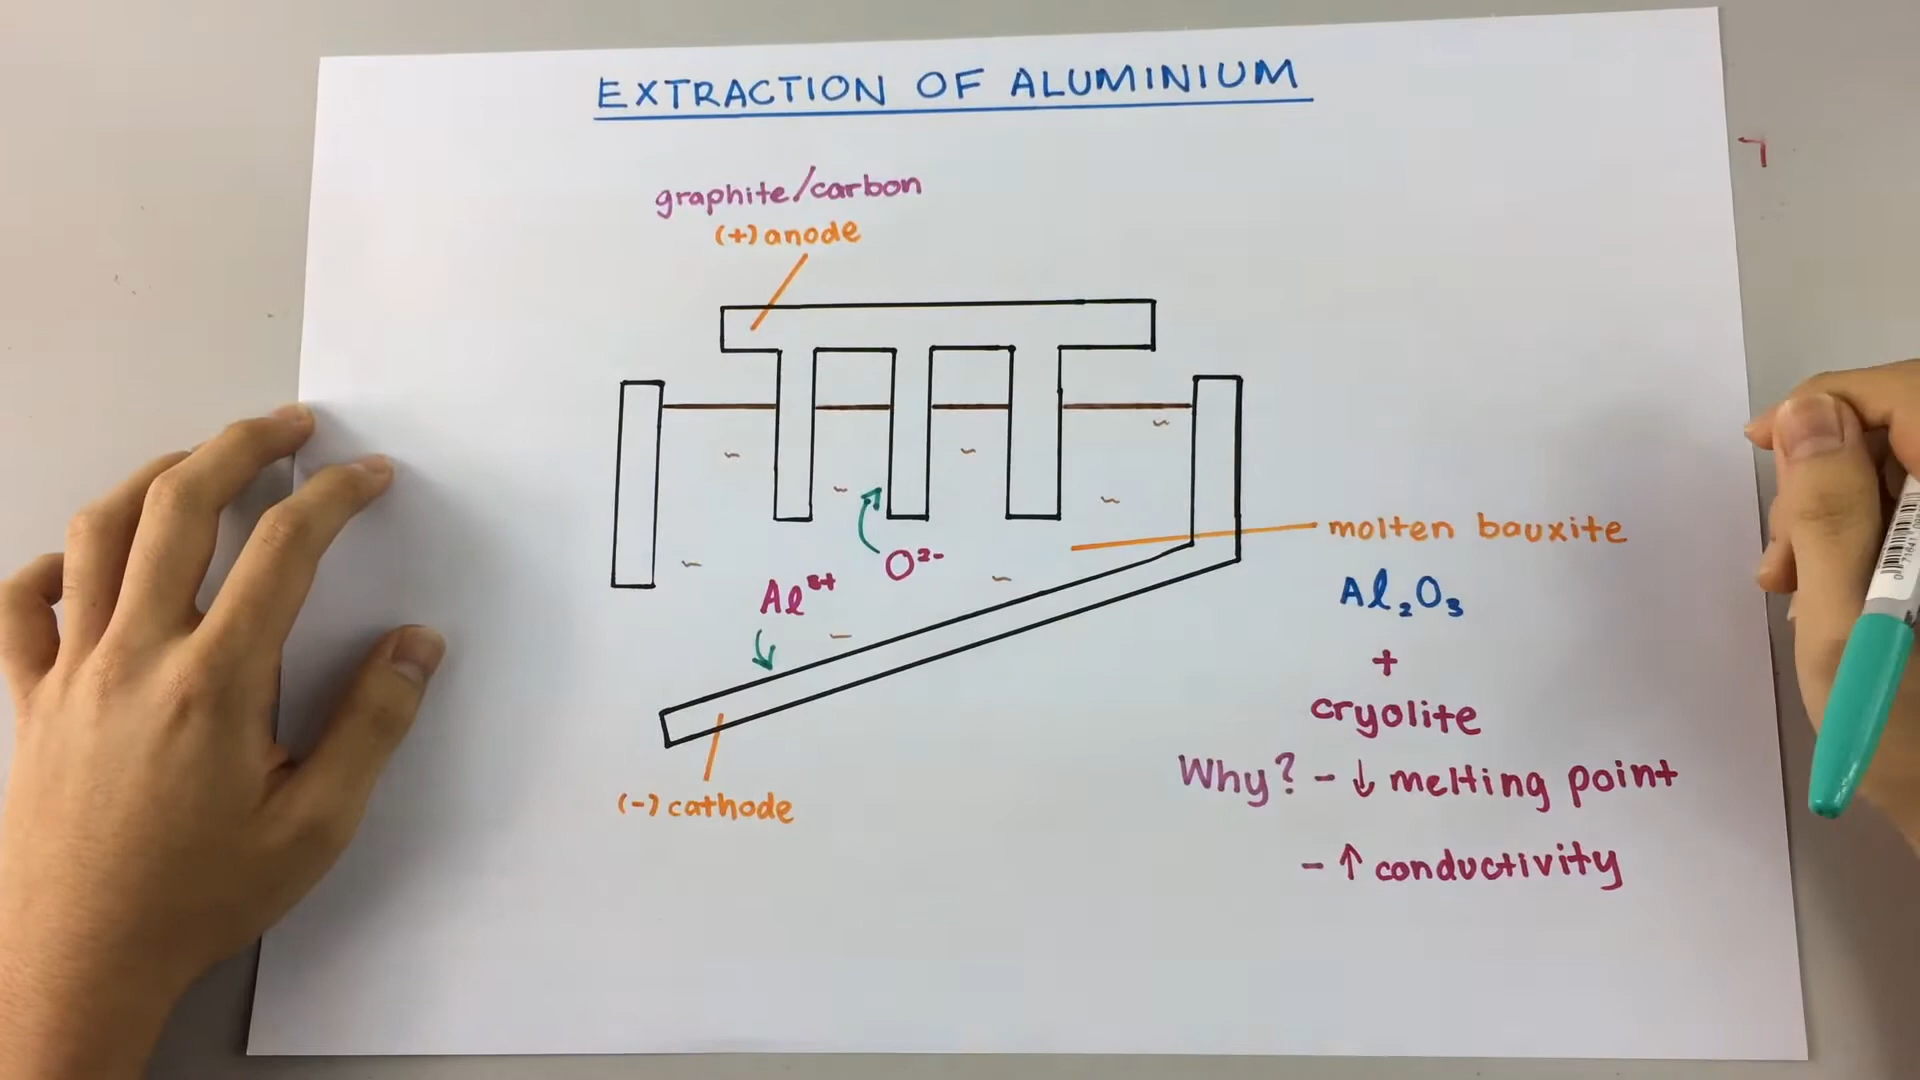 EXTRACTION OF ALUMINIUM
graphite/carbon
(+) anode
O²⁻
Al³⁺
molten bauxite
Al₂O₃
+
cryolite
Why? - ↓ melting point
- ↑ conductivity
(-) cathode